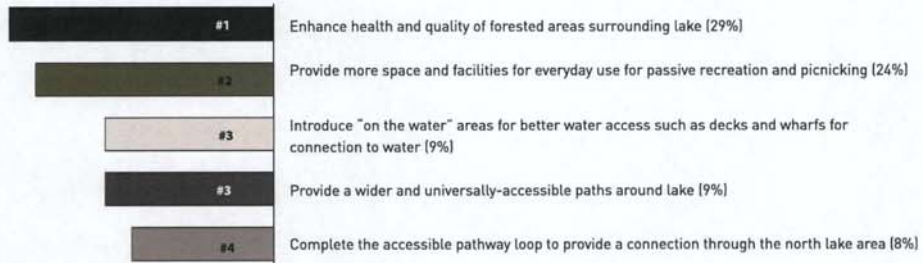 #1 Enhance health and quality of forested areas surrounding lake (29%)
#2 Provide more space and facilities for everyday use for passive recreation and picnicking (24%)
#3 Introduce "on the water" areas for better water access such as decks and wharfs for
connection to water (9%)
#3 Provide a wider and universally-accessible paths around lake (9%)
#4 Complete the accessible pathway loop to provide a connection through the north lake area (8%)